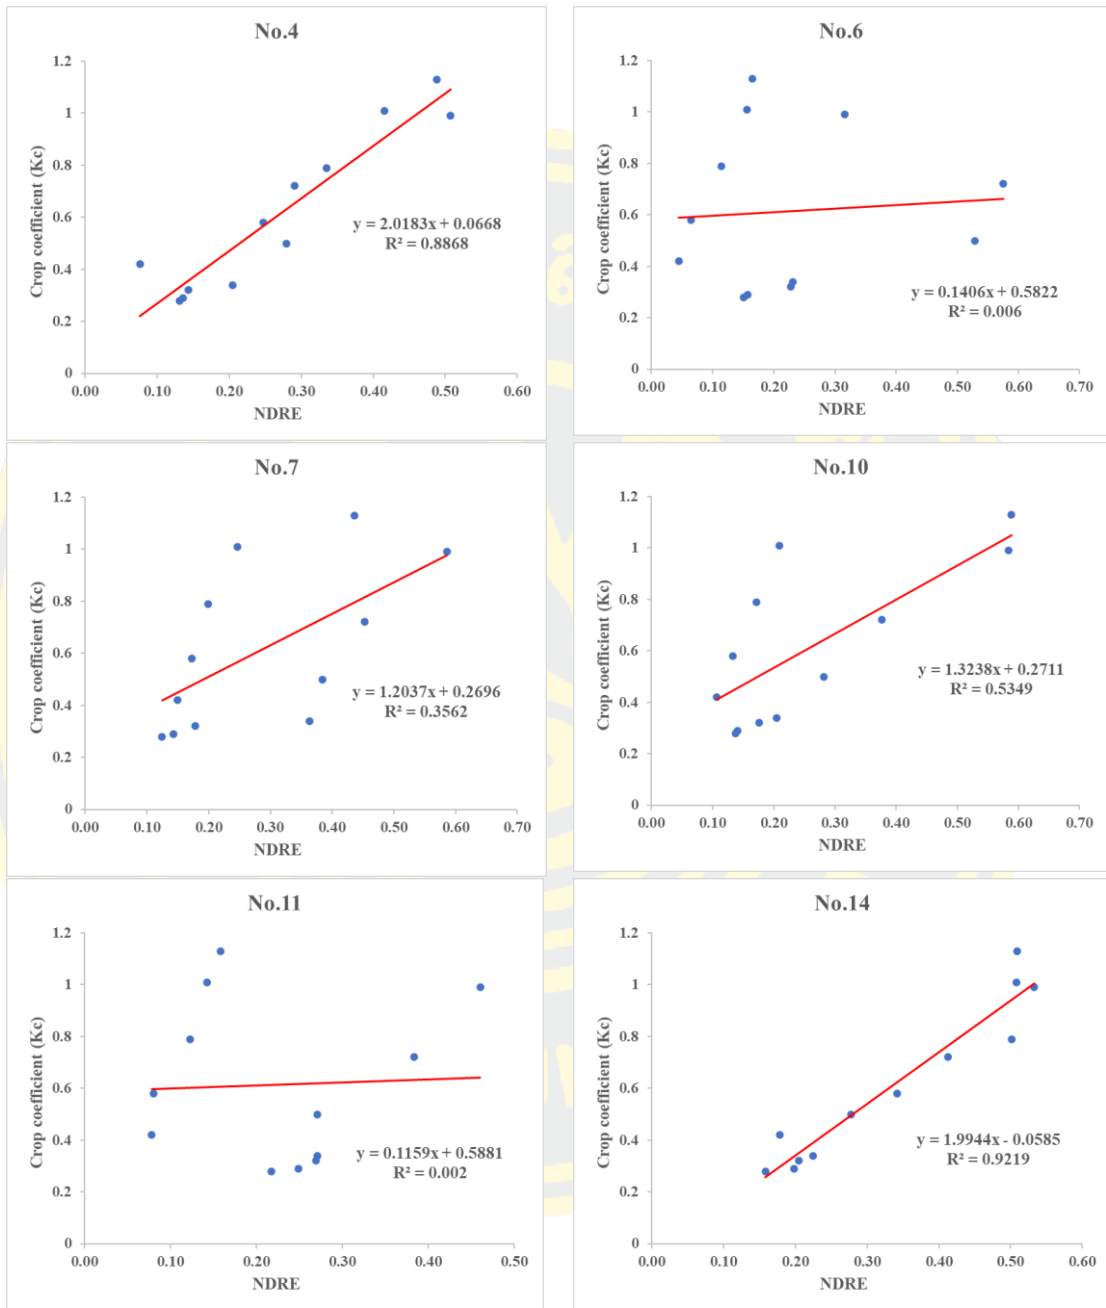 No.4
1.2
1
0.8
0.6
0.4
0.2
0
Crop coefficient (Kc)
y = 2.0183x + 0.0668
R² = 0.8868
0.00 0.10 0.20 0.30 0.40 0.50 0.60
NDRE
No.6
1.2
1
0.8
0.6
0.4
0.2
0
Crop coefficient (Kc)
y = 0.1406x + 0.5822
R² = 0.006
0.00 0.10 0.20 0.30 0.40 0.50 0.60 0.70
NDRE
No.7
1.2
1
0.8
0.6
0.4
0.2
0
Crop coefficient (Kc)
y = 1.2037x + 0.2696
R² = 0.3562
0.00 0.10 0.20 0.30 0.40 0.50 0.60 0.70
NDRE
No.10
1.2
1
0.8
0.6
0.4
0.2
0
Crop coefficient (Kc)
y = 1.3238x + 0.2711
R² = 0.5349
0.00 0.10 0.20 0.30 0.40 0.50 0.60 0.70
NDRE
No.11
1.2
1
0.8
0.6
0.4
0.2
0
Crop coefficient (Kc)
y = 0.1159x + 0.5881
R² = 0.002
0.00 0.10 0.20 0.30 0.40 0.50
NDRE
No.14
1.2
1
0.8
0.6
0.4
0.2
0
Crop coefficient (Kc)
y = 1.9944x - 0.0585
R² = 0.9219
0.00 0.10 0.20 0.30 0.40 0.50 0.60
NDRE